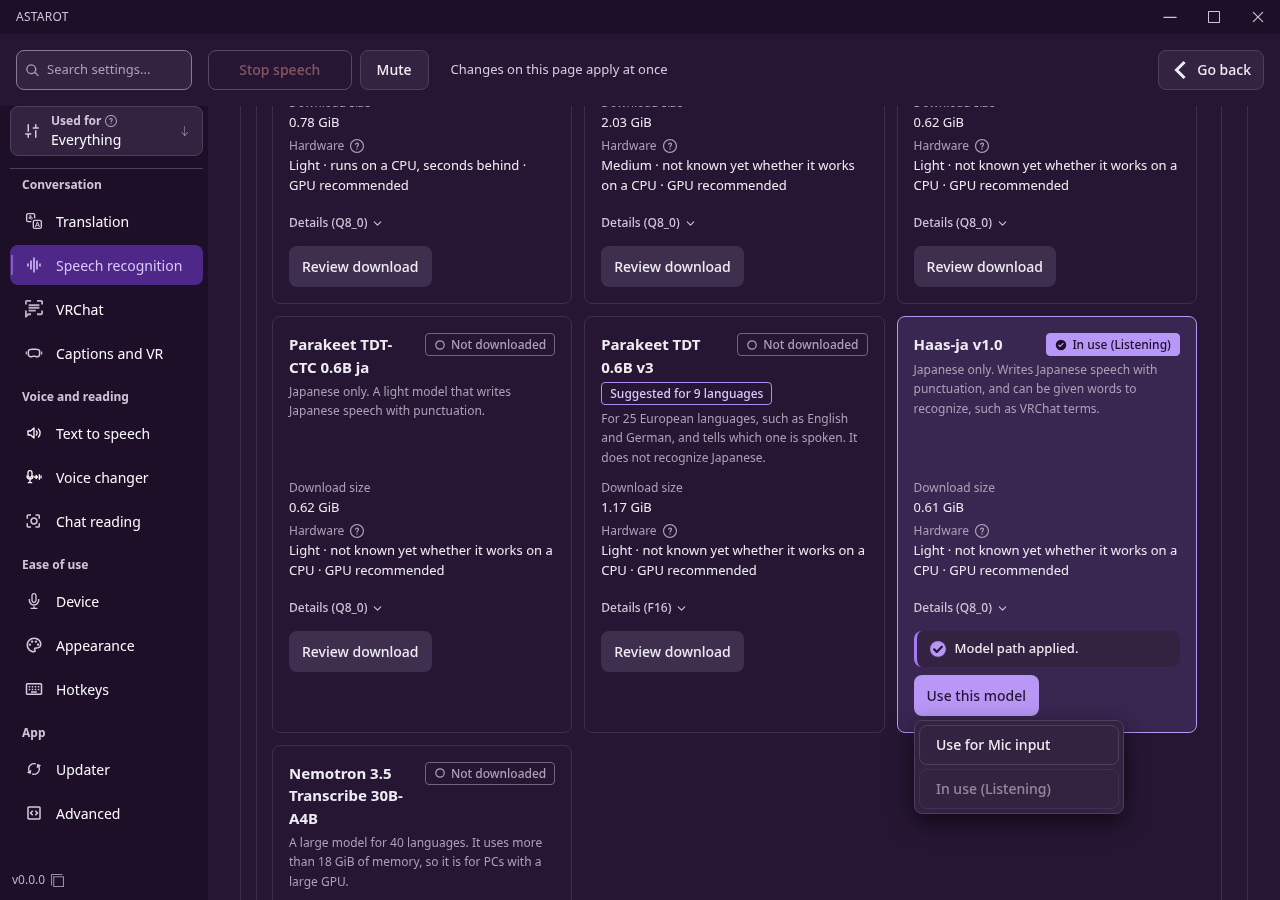 ASTAROT
Search settings...
Stop speech
Mute
Changes on this page apply at once
Go back
Used for
Everything
Conversation
Translation
Speech recognition
VRChat
Captions and VR
Voice and reading
Text to speech
Voice changer
Chat reading
Ease of use
Device
Appearance
Hotkeys
App
Updater
Advanced
v0.0.0
Download size
0.78 GiB
Hardware
Light · runs on a CPU, seconds behind ·
GPU recommended
Details (Q8_0)
Review download
Download size
2.03 GiB
Hardware
Medium · not known yet whether it works
on a CPU · GPU recommended
Details (Q8_0)
Review download
Download size
0.62 GiB
Hardware
Light · not known yet whether it works on a
CPU · GPU recommended
Details (Q8_0)
Review download
Parakeet TDT-
CTC 0.6B ja
Not downloaded
Japanese only. A light model that writes
Japanese speech with punctuation.
Download size
0.62 GiB
Hardware
Light · not known yet whether it works on a
CPU · GPU recommended
Details (Q8_0)
Review download
Parakeet TDT
0.6B v3
Not downloaded
Suggested for 9 languages
For 25 European languages, such as English
and German, and tells which one is spoken. It
does not recognize Japanese.
Download size
1.17 GiB
Hardware
Light · not known yet whether it works on a
CPU · GPU recommended
Details (F16)
Review download
Haas-ja v1.0
In use (Listening)
Japanese only. Writes Japanese speech with
punctuation, and can be given words to
recognize, such as VRChat terms.
Download size
0.61 GiB
Hardware
Light · not known yet whether it works on a
CPU · GPU recommended
Details (Q8_0)
Model path applied.
Use this model
Use for Mic input
In use (Listening)
Nemotron 3.5
Transcribe 30B-
A4B
Not downloaded
A large model for 40 languages. It uses more
than 18 GiB of memory, so it is for PCs with a
large GPU.